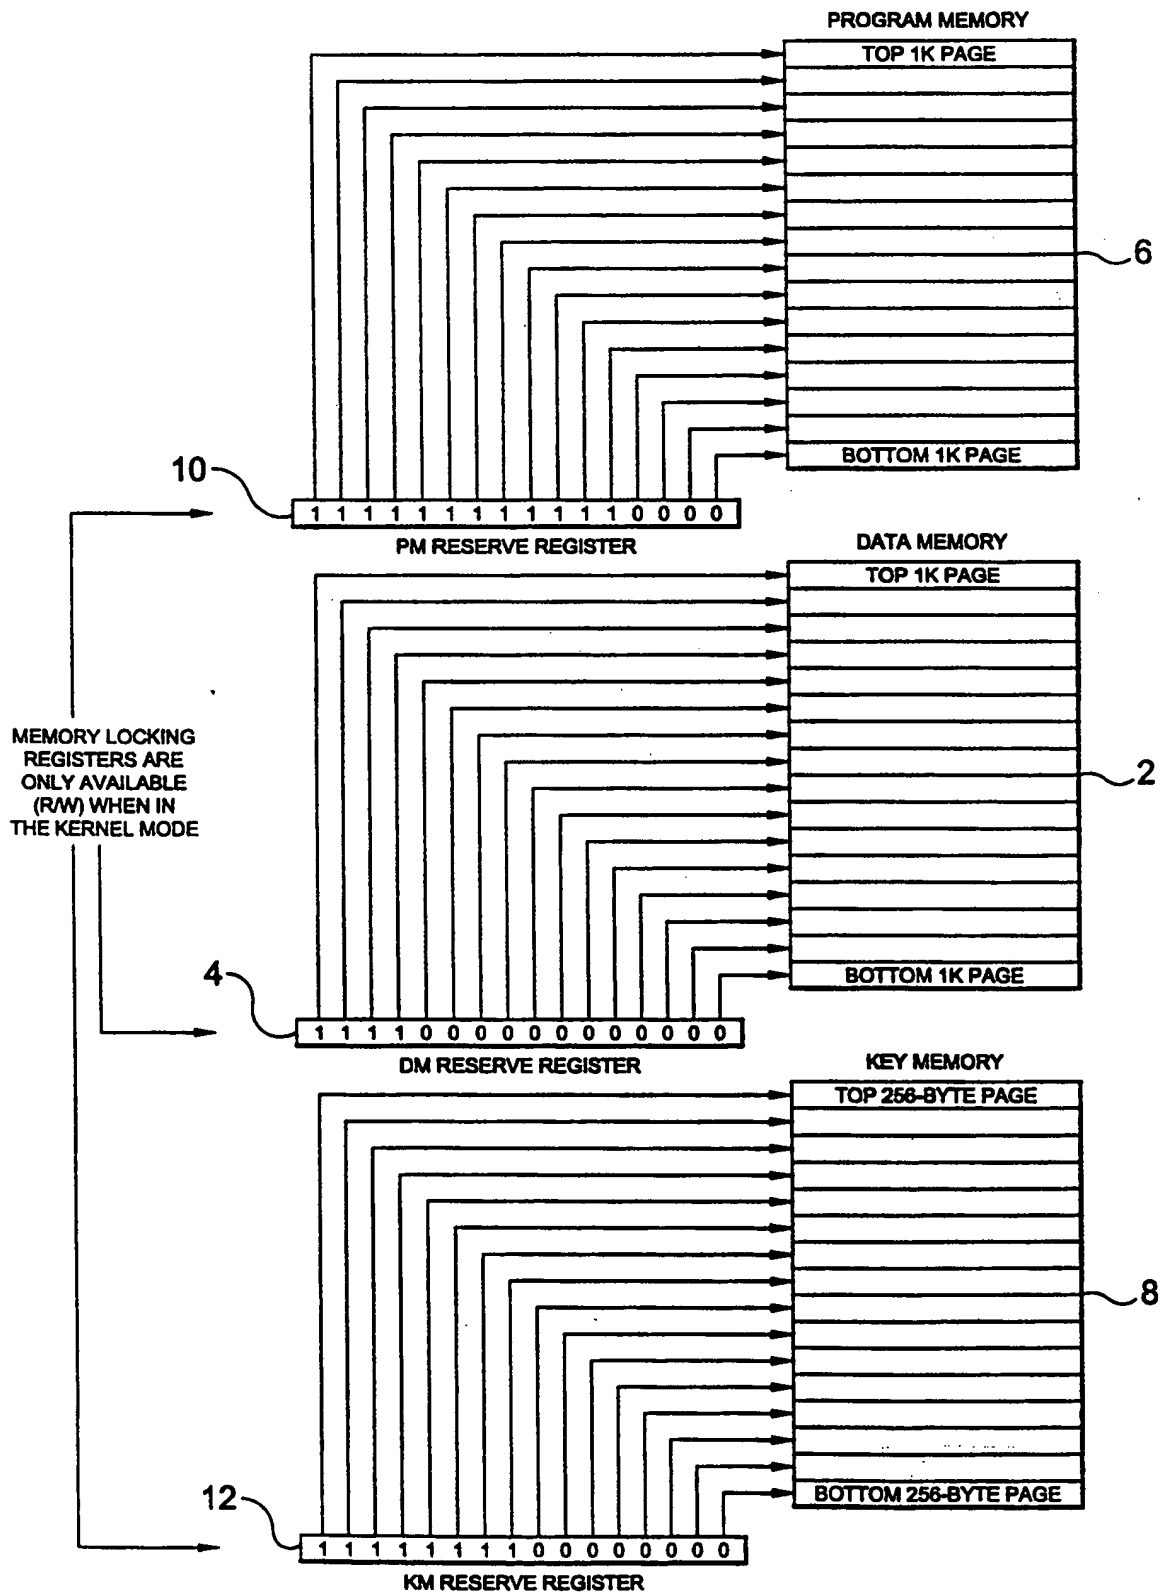 PROGRAM MEMORY
TOP 1K PAGE
6
BOTTOM 1K PAGE
10
1 1 1 1 1 1 1 1 1 1 1 1 0 0 0 0
PM RESERVE REGISTER
DATA MEMORY
TOP 1K PAGE
MEMORY LOCKING
REGISTERS ARE
ONLY AVAILABLE
(R/W) WHEN IN
THE KERNEL MODE
2
BOTTOM 1K PAGE
4
1 1 1 1 0 0 0 0 0 0 0 0 0 0 0 0
DM RESERVE REGISTER
KEY MEMORY
TOP 256-BYTE PAGE
8
BOTTOM 256-BYTE PAGE
12
1 1 1 1 1 1 1 1 0 0 0 0 0 0 0 0
KM RESERVE REGISTER